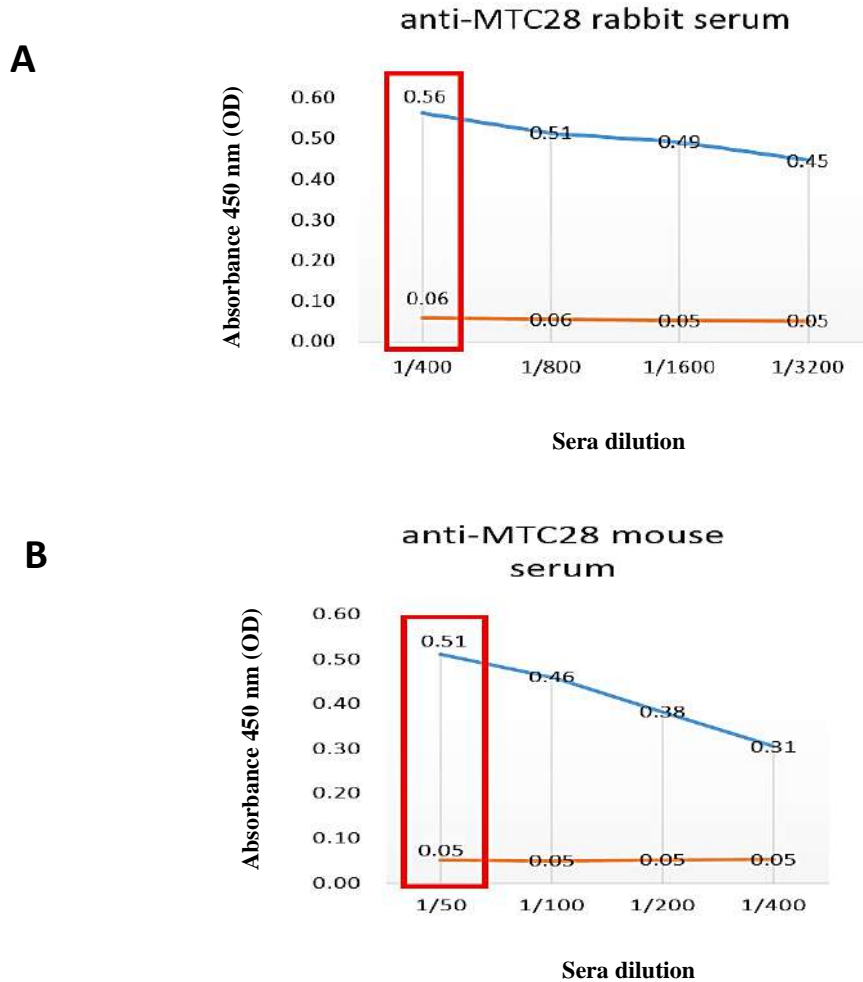 anti-MTC28 rabbit serum
A
Absorbance 450 nm (OD)
0.60
0.50
0.40
0.30
0.20
0.10
0.00
0.56
0.51
0.49
0.45
0.06
0.06
0.05
0.05
1/400 1/800 1/1600 1/3200
Sera dilution
B
anti-MTC28 mouse
serum
Absorbance 450 nm (OD)
0.60
0.50
0.40
0.30
0.20
0.10
0.00
0.51
0.46
0.38
0.31
0.05
0.05
0.05
0.05
1/50 1/100 1/200 1/400
Sera dilution